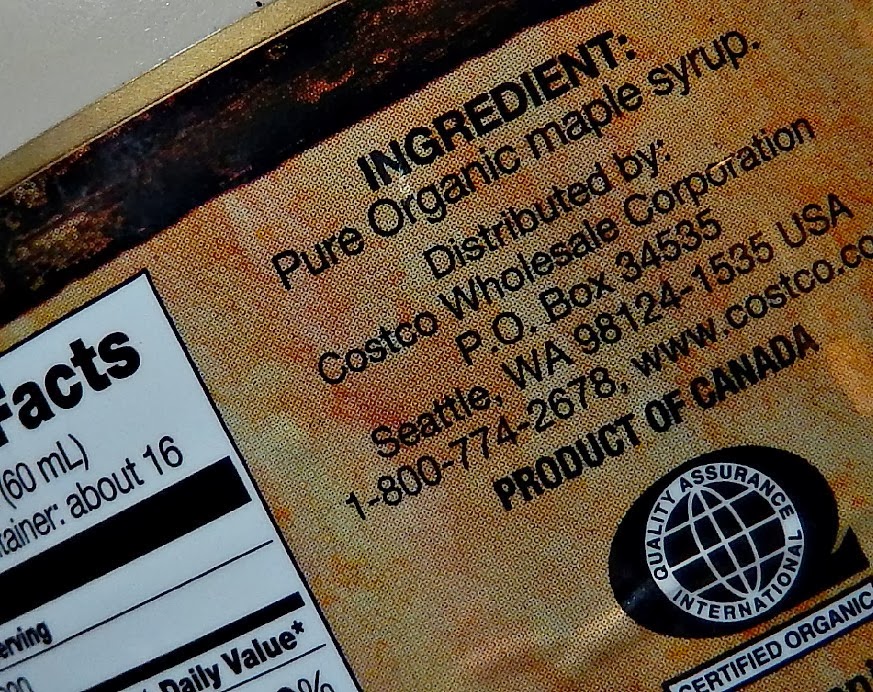 INGREDIENT:
Pure Organic maple syrup.
Distributed by:
Costco Wholesale Corporation
P.O. Box 34535
Seattle, WA 98124-1535 USA
1-800-774-2678, www.costco.co
PRODUCT OF CANADA
QUALITY ASSURANCE
INTERNATIONAL
CERTIFIED ORGANIC
Facts
(60 mL)
tainer: about 16
erving
Daily Value*